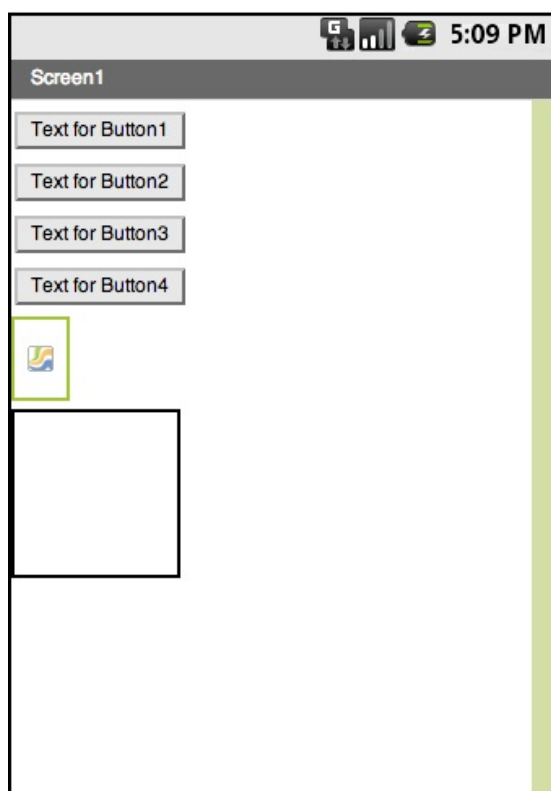 G
5:09 PM
Screen1
Text for Button1
Text for Button2
Text for Button3
Text for Button4